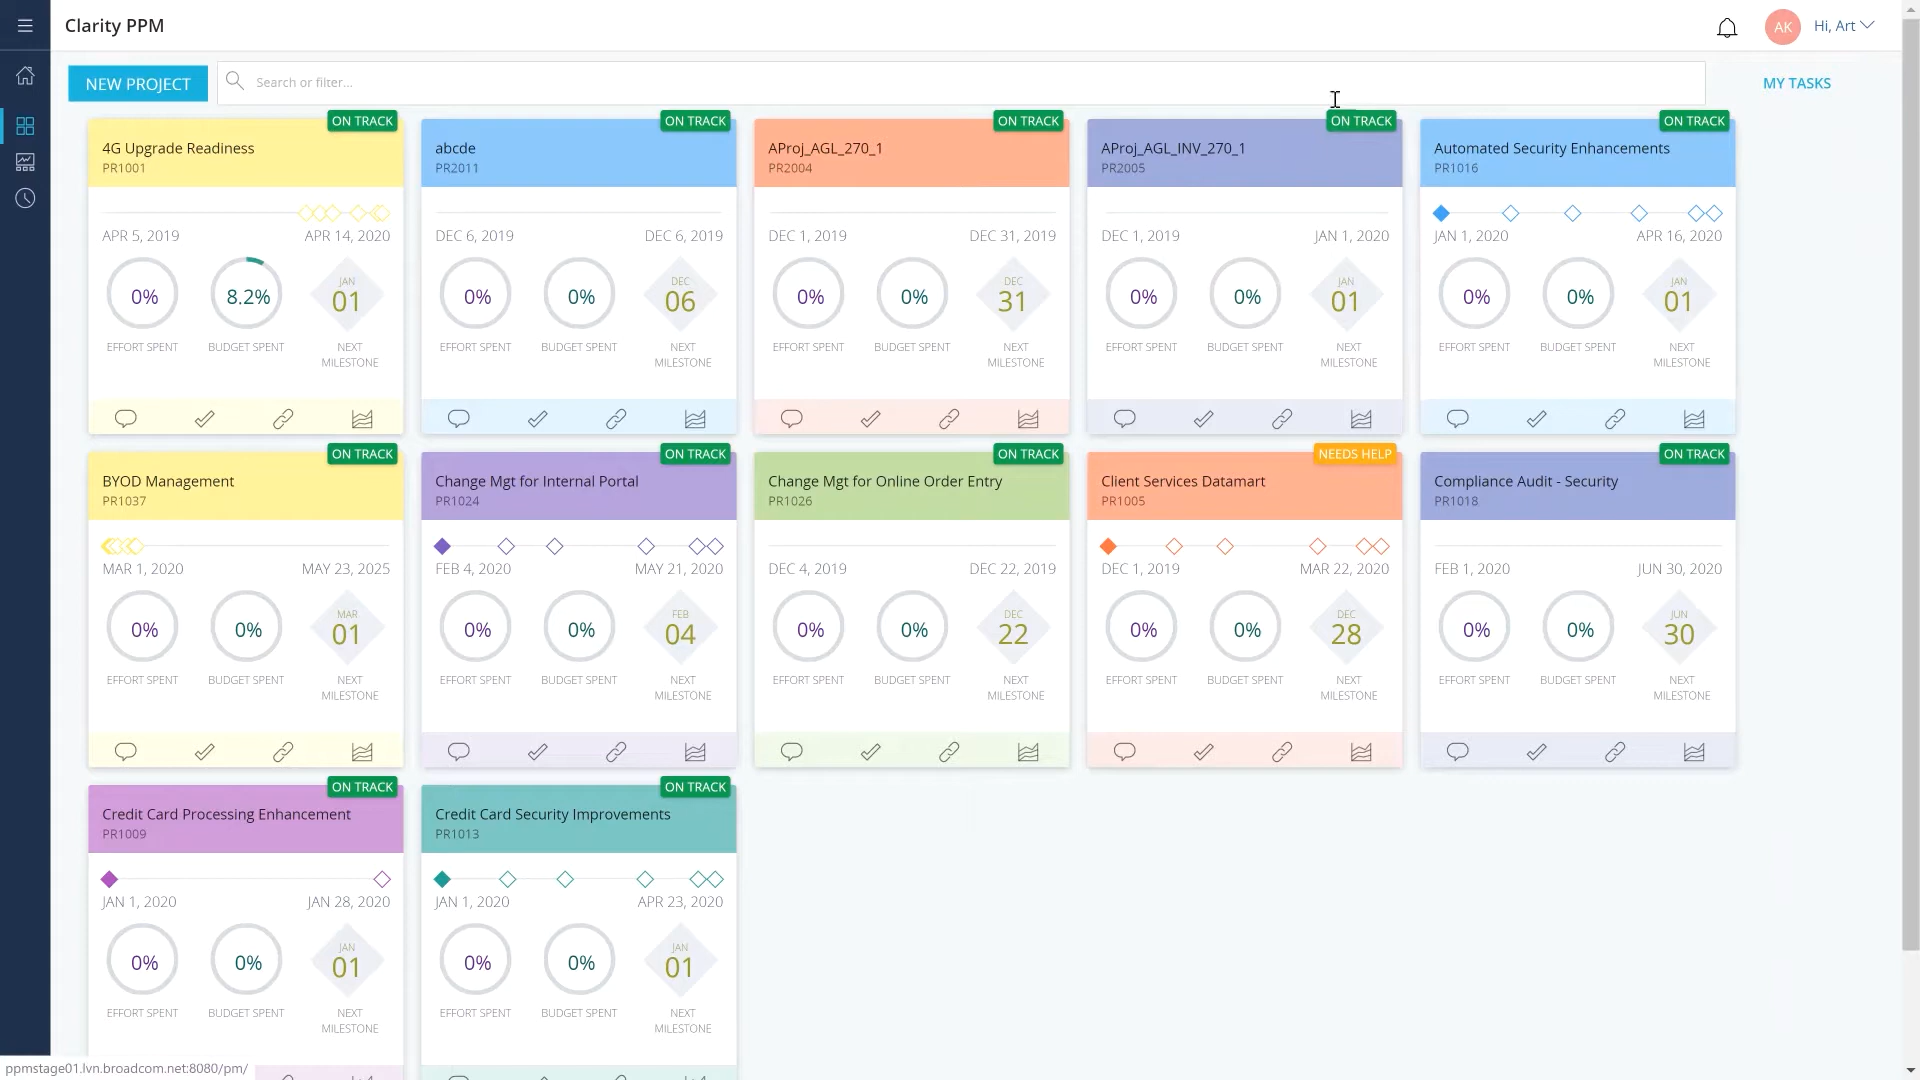 Clarity PPM
AK
Hi, Art
NEW PROJECT
Search or filter...
MY TASKS
ON TRACK
4G Upgrade Readiness
PR1001
APR 5, 2019
APR 14, 2020
0%
8.2%
JAN
01
EFFORT SPENT
BUDGET SPENT
NEXT
MILESTONE
ON TRACK
abcde
PR2011
DEC 6, 2019
DEC 6, 2019
0%
0%
DEC
06
EFFORT SPENT
BUDGET SPENT
NEXT
MILESTONE
ON TRACK
AProj_AGL_270_1
PR2004
DEC 1, 2019
DEC 31, 2019
0%
0%
DEC
31
EFFORT SPENT
BUDGET SPENT
NEXT
MILESTONE
ON TRACK
AProj_AGL_INV_270_1
PR2005
DEC 1, 2019
JAN 1, 2020
0%
0%
JAN
01
EFFORT SPENT
BUDGET SPENT
NEXT
MILESTONE
ON TRACK
Automated Security Enhancements
PR1016
JAN 1, 2020
APR 16, 2020
0%
0%
JAN
01
EFFORT SPENT
BUDGET SPENT
NEXT
MILESTONE
ON TRACK
BYOD Management
PR1037
MAR 1, 2020
MAY 23, 2025
0%
0%
MAR
01
EFFORT SPENT
BUDGET SPENT
NEXT
MILESTONE
ON TRACK
Change Mgt for Internal Portal
PR1024
FEB 4, 2020
MAY 21, 2020
0%
0%
FEB
04
EFFORT SPENT
BUDGET SPENT
NEXT
MILESTONE
ON TRACK
Change Mgt for Online Order Entry
PR1026
DEC 4, 2019
DEC 22, 2019
0%
0%
DEC
22
EFFORT SPENT
BUDGET SPENT
NEXT
MILESTONE
NEEDS HELP
Client Services Datamart
PR1005
DEC 1, 2019
MAR 22, 2020
0%
0%
DEC
28
EFFORT SPENT
BUDGET SPENT
NEXT
MILESTONE
ON TRACK
Compliance Audit - Security
PR1018
FEB 1, 2020
JUN 30, 2020
0%
0%
JUN
30
EFFORT SPENT
BUDGET SPENT
NEXT
MILESTONE
ON TRACK
Credit Card Processing Enhancement
PR1009
JAN 1, 2020
JAN 28, 2020
0%
0%
JAN
01
EFFORT SPENT
BUDGET SPENT
NEXT
MILESTONE
ON TRACK
Credit Card Security Improvements
PR1013
JAN 1, 2020
APR 23, 2020
0%
0%
JAN
01
EFFORT SPENT
BUDGET SPENT
NEXT
MILESTONE
ppmstage01.lvn.broadcom.net:8080/pm/